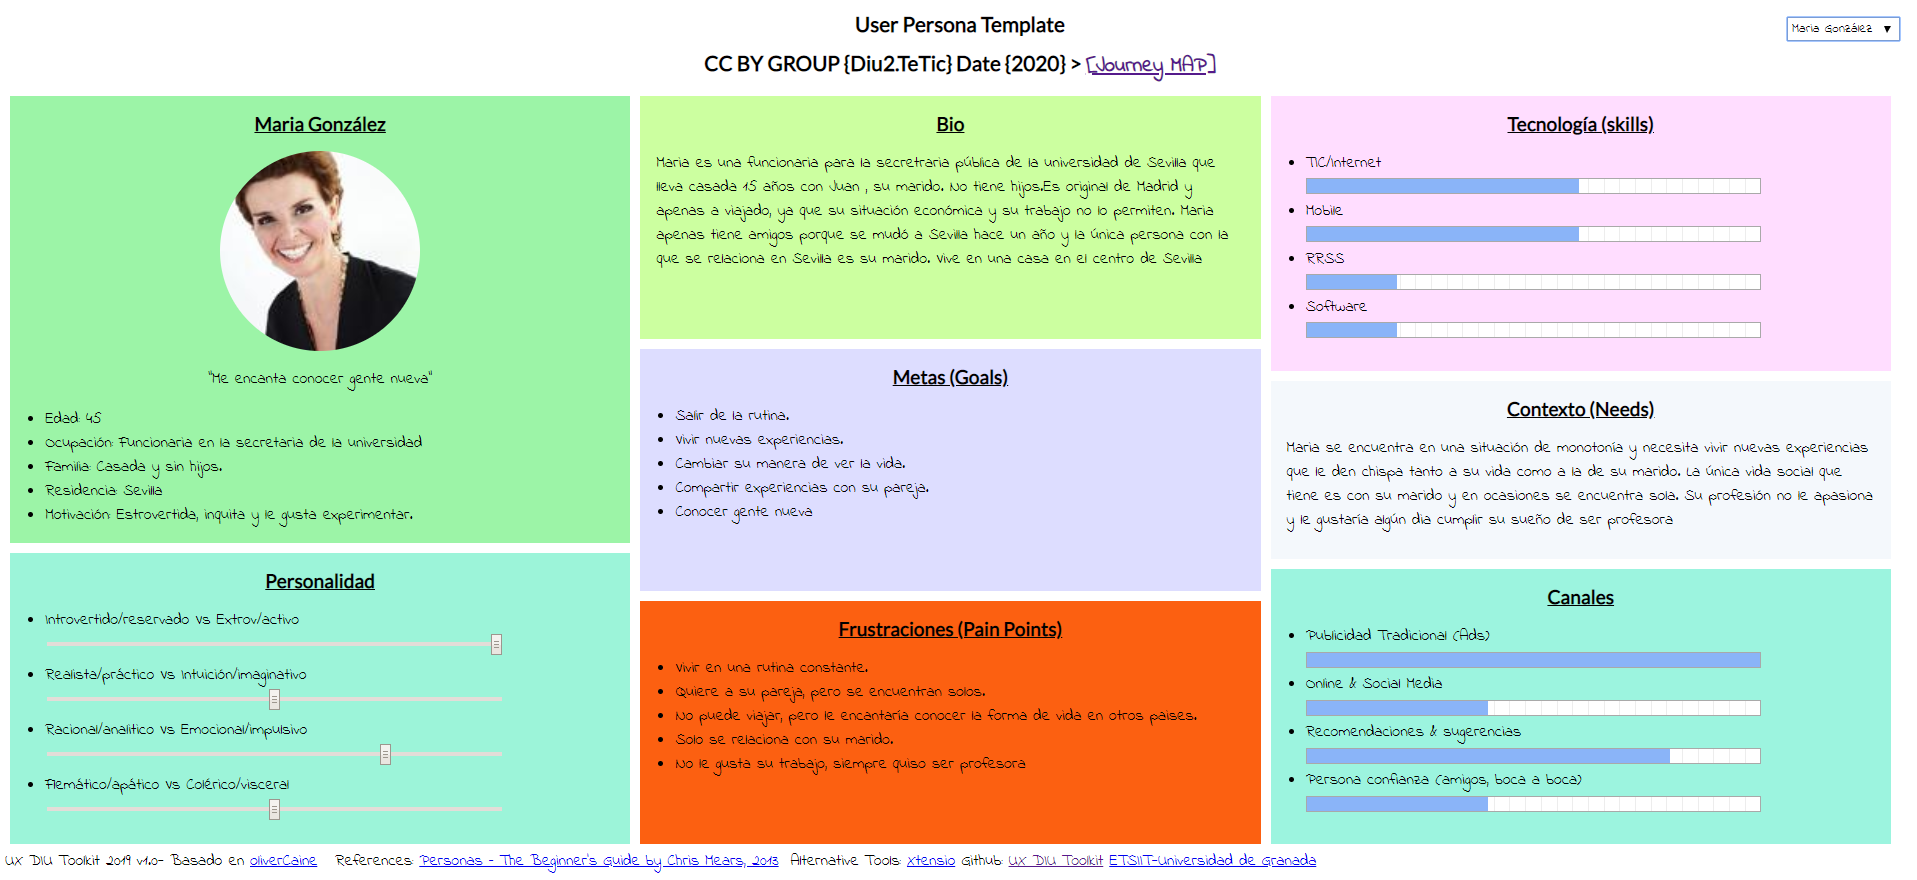 User Persona Template
Maria González ▼
CC BY GROUP {Diu2.TeTic} Date {2020} > [Journey MAP]
Maria González
"Me encanta conocer gente nueva"
• Edad: 45
• Ocupación: Funcionaria en la secretaria de la universidad
• Familia: Casada y sin hijos.
• Residencia: Sevilla
• Motivación: Estrovertida, inquita y le gusta experimentar.
Personalidad
• Introvertido/reservado Vs Extrov/activo
• Realista/práctico Vs Intuición/imaginativo
• Racional/analitico Vs Emocional/impulsivo
• Flemático/apático Vs Colérico/visceral
Bio
Maria es una funcionaria para la secretraria pública de la universidad de Sevilla que
lleva casada 15 años con Juan , su marido. No tiene hijos.Es original de Madrid y
apenas a viajado, ya que su situación económica y su trabajo no lo permiten. Maria
apenas tiene amigos porque se mudó a Sevilla hace un año y la única persona con la
que se relaciona en Sevilla es su marido. Vive en una casa en el centro de Sevilla
Metas (Goals)
• Salir de la rutina.
• Vivir nuevas experiencias.
• Cambiar su manera de ver la vida.
• Compartir experiencias con su pareja.
• Conocer gente nueva
Frustraciones (Pain Points)
• Vivir en una rutina constante.
• Quiere a su pareja, pero se encuentran solos.
• No puede viajar, pero le encantaría conocer la forma de vida en otros paises.
• Solo se relaciona con su marido.
• No le gusta su trabajo, siempre quiso ser profesora
Tecnología (skills)
• TIC/Internet
• Mobile
• RRSS
• Software
Contexto (Needs)
Maria se encuentra en una situación de monotonía y necesita vivir nuevas experiencias
que le den chispa tanto a su vida como a la de su marido. La única vida social que
tiene es con su marido y en ocasiones se encuentra sola. Su profesión no le apasiona
y le gustaría algún dia cumplir su sueño de ser profesora
Canales
• Publicidad Tradicional (Ads)
• Online & Social Media
• Recomendaciones & sugerencias
• Persona confianza (amigos, boca a boca)
UX DIU Toolkit 2019 v1.0- Basado en oliverCaine References: Personas - The Beginner's Guide by Chris Mears, 2013 Alternative Tools: Xtensio Github: UX DIU Toolkit ETSIIT-Universidad de Granada